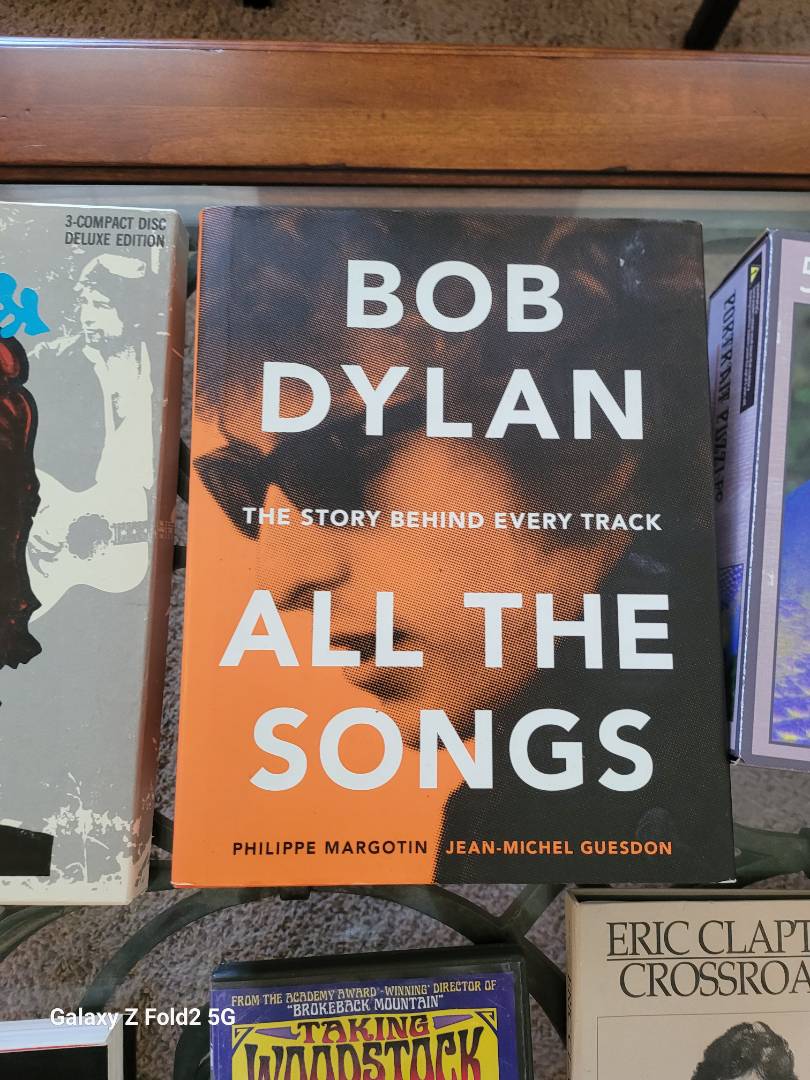 3-COMPACT DISC
DELUXE EDITION
BOB
DYLAN
THE STORY BEHIND EVERY TRACK
ALL THE
SONGS
PHILIPPE MARGOTIN JEAN-MICHEL GUESDON
ERIC CLAPT
CROSSROA
FROM THE ACADEMY AWARD-WINNING DIRECTOR OF
"BROKEBACK MOUNTAIN"
TAKING
WOODSTOCK
Galaxy Z Fold2 5G